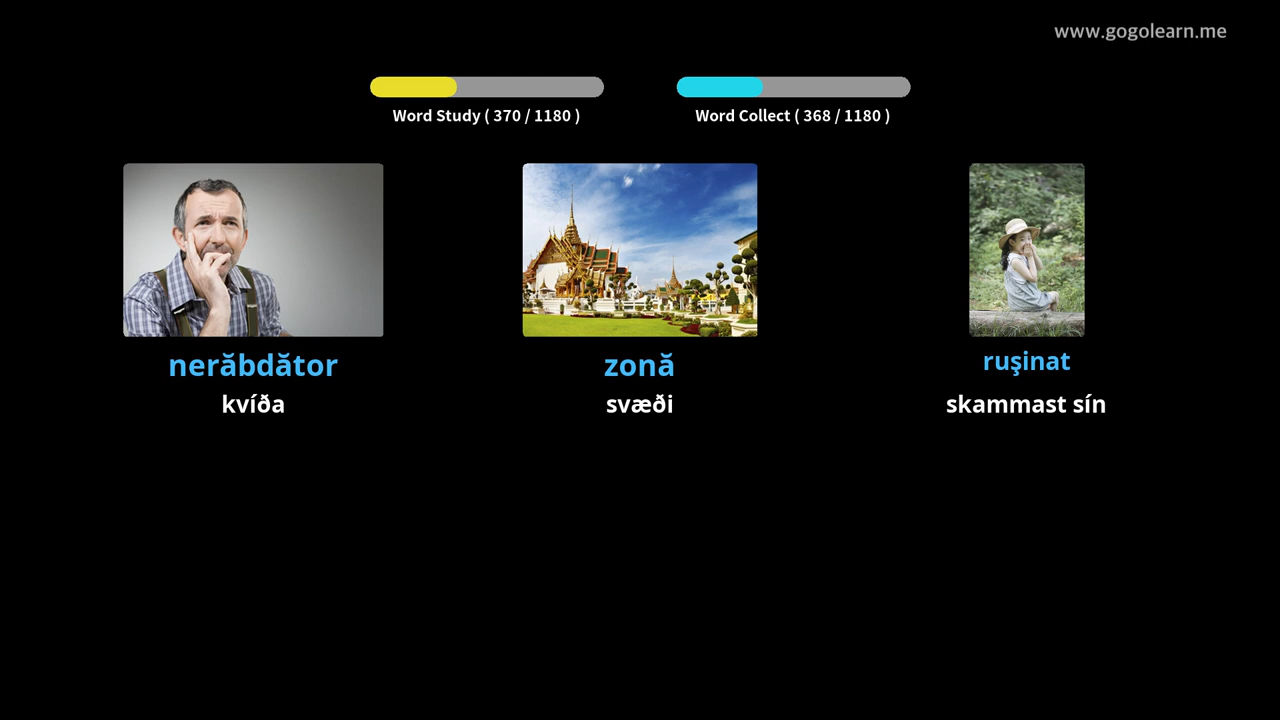 www.gogolearn.me
Word Study ( 370 / 1180 )
Word Collect ( 368 / 1180 )
nerăbdător
zonă
ruşinat
kvíða
svæði
skammast sín